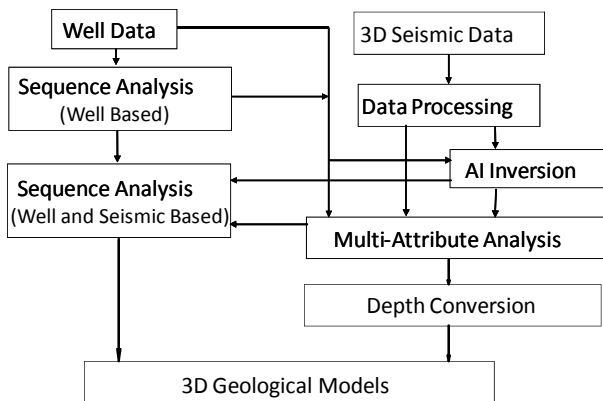 Well Data
3D Seismic Data
Sequence Analysis
(Well Based)
Data Processing
Sequence Analysis
(Well and Seismic Based)
AI Inversion
Multi-Attribute Analysis
Depth Conversion
3D Geological Models